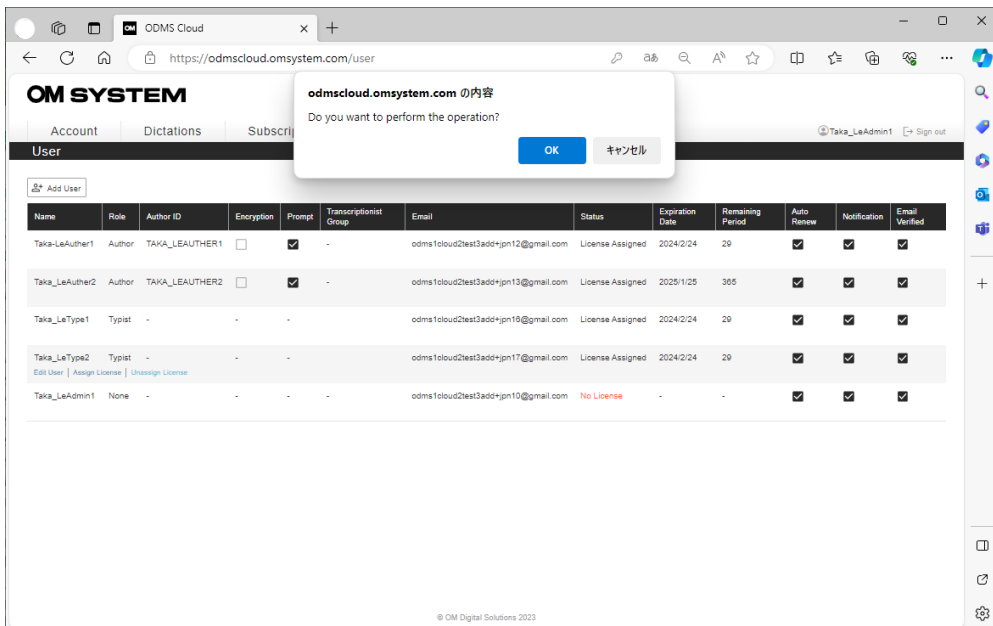 OM ODMS Cloud
https://odmscloud.omsystem.com/user
aあ
OM SYSTEM
odmscloud.omsystem.com の内容
Do you want to perform the operation?
OK キャンセル
Account Dictations Taka_LeAdmin1 Sign out
User
Add User
Name Role Author ID Encryption Prompt Transcriptionist Group Email Status Expiration Date Remaining Period Auto Renew Notification Email Verified
Taka-LeAuther1 Author TAKA_LEAUTHER1 - odms1cloud2test3add+jpn12@gmail.com License Assigned 2024/2/24 29
Taka_LeAuther2 Author TAKA_LEAUTHER2 - odms1cloud2test3add+jpn13@gmail.com License Assigned 2025/1/25 365
Taka_LeType1 Typist - - - odms1cloud2test3add+jpn16@gmail.com License Assigned 2024/2/24 29
Taka_LeType2 Typist - - - - odms1cloud2test3add+jpn17@gmail.com License Assigned 2024/2/24 29
Edit User | Assign License | Unassign License
Taka_LeAdmin1 None - - - - odms1cloud2test3add+jpn10@gmail.com No License - -
© OM Digital Solutions 2023